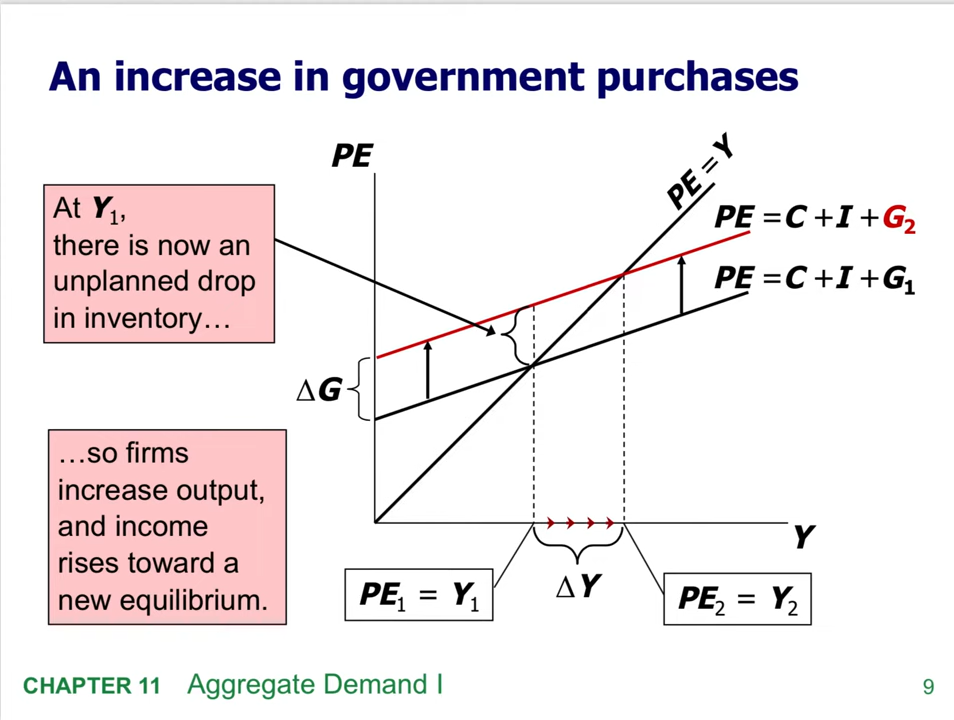 An increase in government purchases
PE
PE = Y
At Y₁,
there is now an
unplanned drop
in inventory…
PE = C + I + G₂
PE = C + I + G₁
ΔG
…so firms
increase output,
and income
rises toward a
new equilibrium.
Y
PE₁ = Y₁
ΔY
PE₂ = Y₂
CHAPTER 11 Aggregate Demand I
9